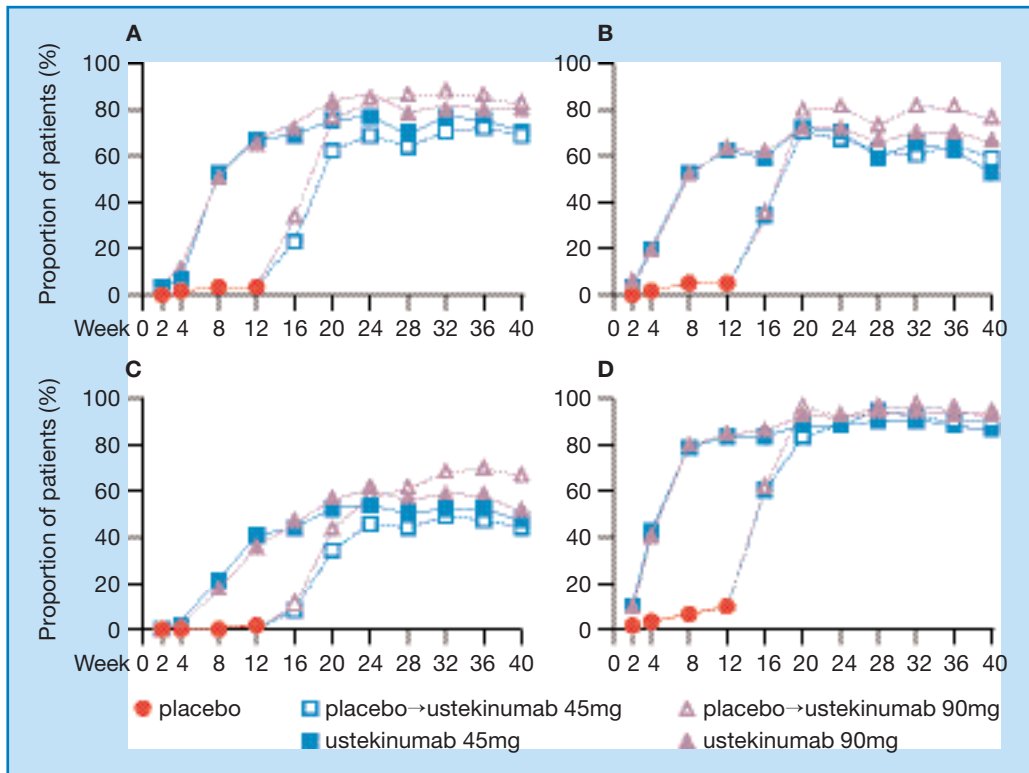 A
B
Proportion of patients (%)
100
80
60
40
20
0
100
80
60
40
20
0
Week 0 2 4 8 12 16 20 24 28 32 36 40
0 2 4 8 12 16 20 24 28 32 36 40
C
D
Proportion of patients (%)
100
80
60
40
20
0
100
80
60
40
20
0
Week 0 2 4 8 12 16 20 24 28 32 36 40
0 2 4 8 12 16 20 24 28 32 36 40
placebo
placebo→ustekinumab 45mg
placebo→ustekinumab 90mg
ustekinumab 45mg
ustekinumab 90mg